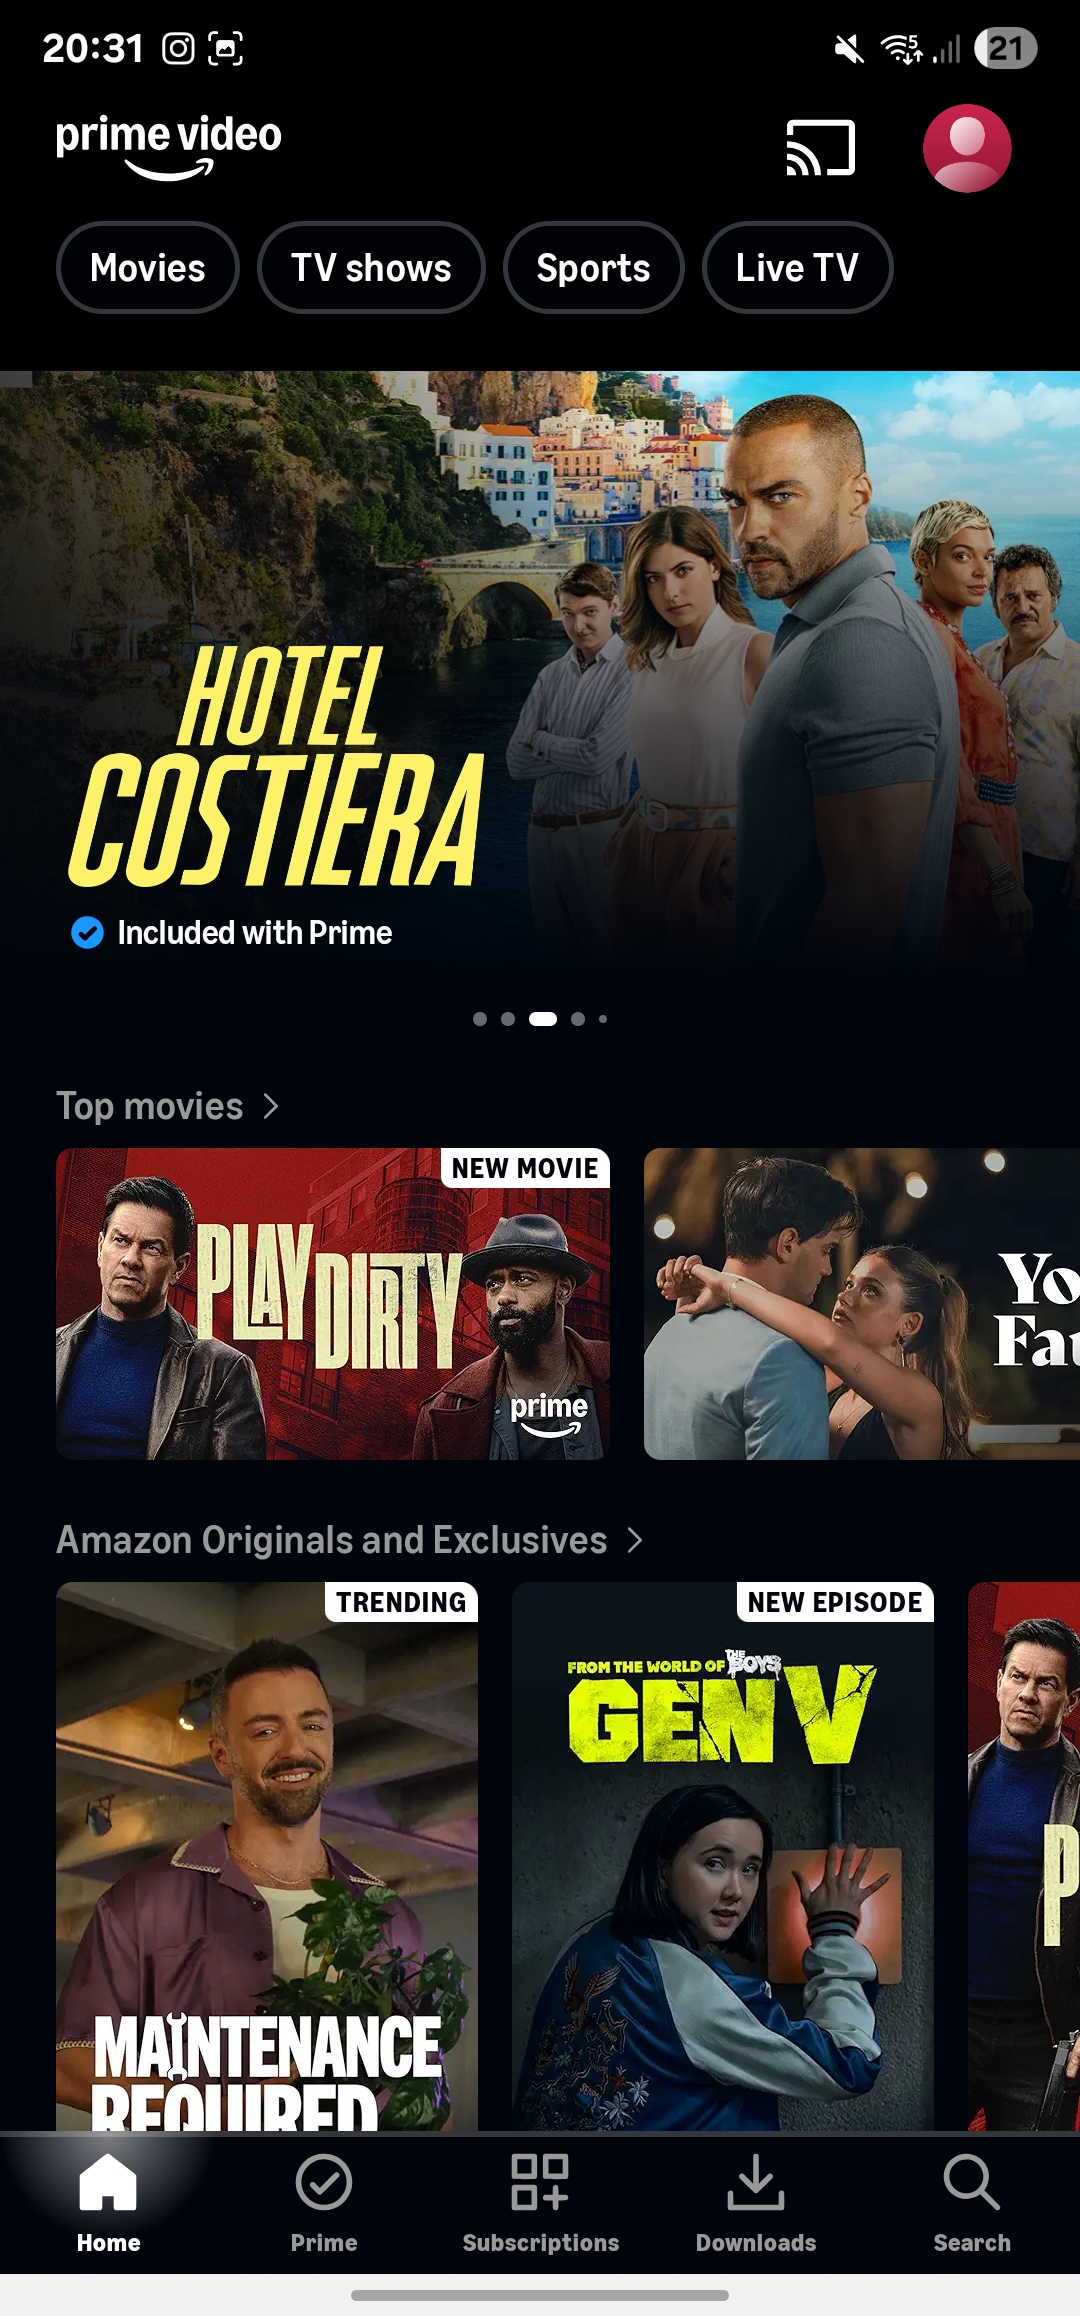 20:31
5
21
prime video
Movies
TV shows
Sports
Live TV
HOTEL
COSTIERA
Included with Prime
Top movies
NEW MOVIE
PLAY
DIRTY
prime
Yo
Fau
Amazon Originals and Exclusives
TRENDING
NEW EPISODE
FROM THE WORLD OF THE BOYS
GEN V
P
MAINTENANCE
REQUIRED
Home
Prime
Subscriptions
Downloads
Search